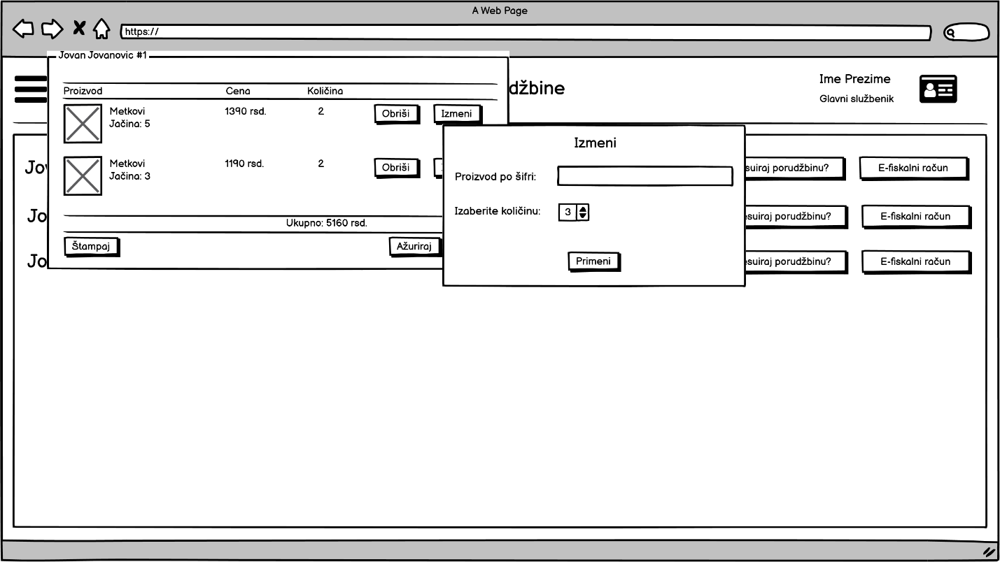 A Web Page
https://
Jovan Jovanovic #1
džbine
Ime Prezime
Glavni službenik
Proizvod Cena Količina
Metkovi 1390 rsd. 2 Obriši Izmeni
Jačina: 5
Metkovi 1190 rsd. 2 Obriši
Jačina: 3
Ukupno: 5160 rsd.
Štampaj Ažuriraj
Izmeni
Proizvod po šifri:
Izaberite količinu: 3
Primeni
Jov
suiraj porudžbinu? E-fiskalni račun
Jo
esuiraj porudžbinu? E-fiskalni račun
Jo
esuiraj porudžbinu? E-fiskalni račun